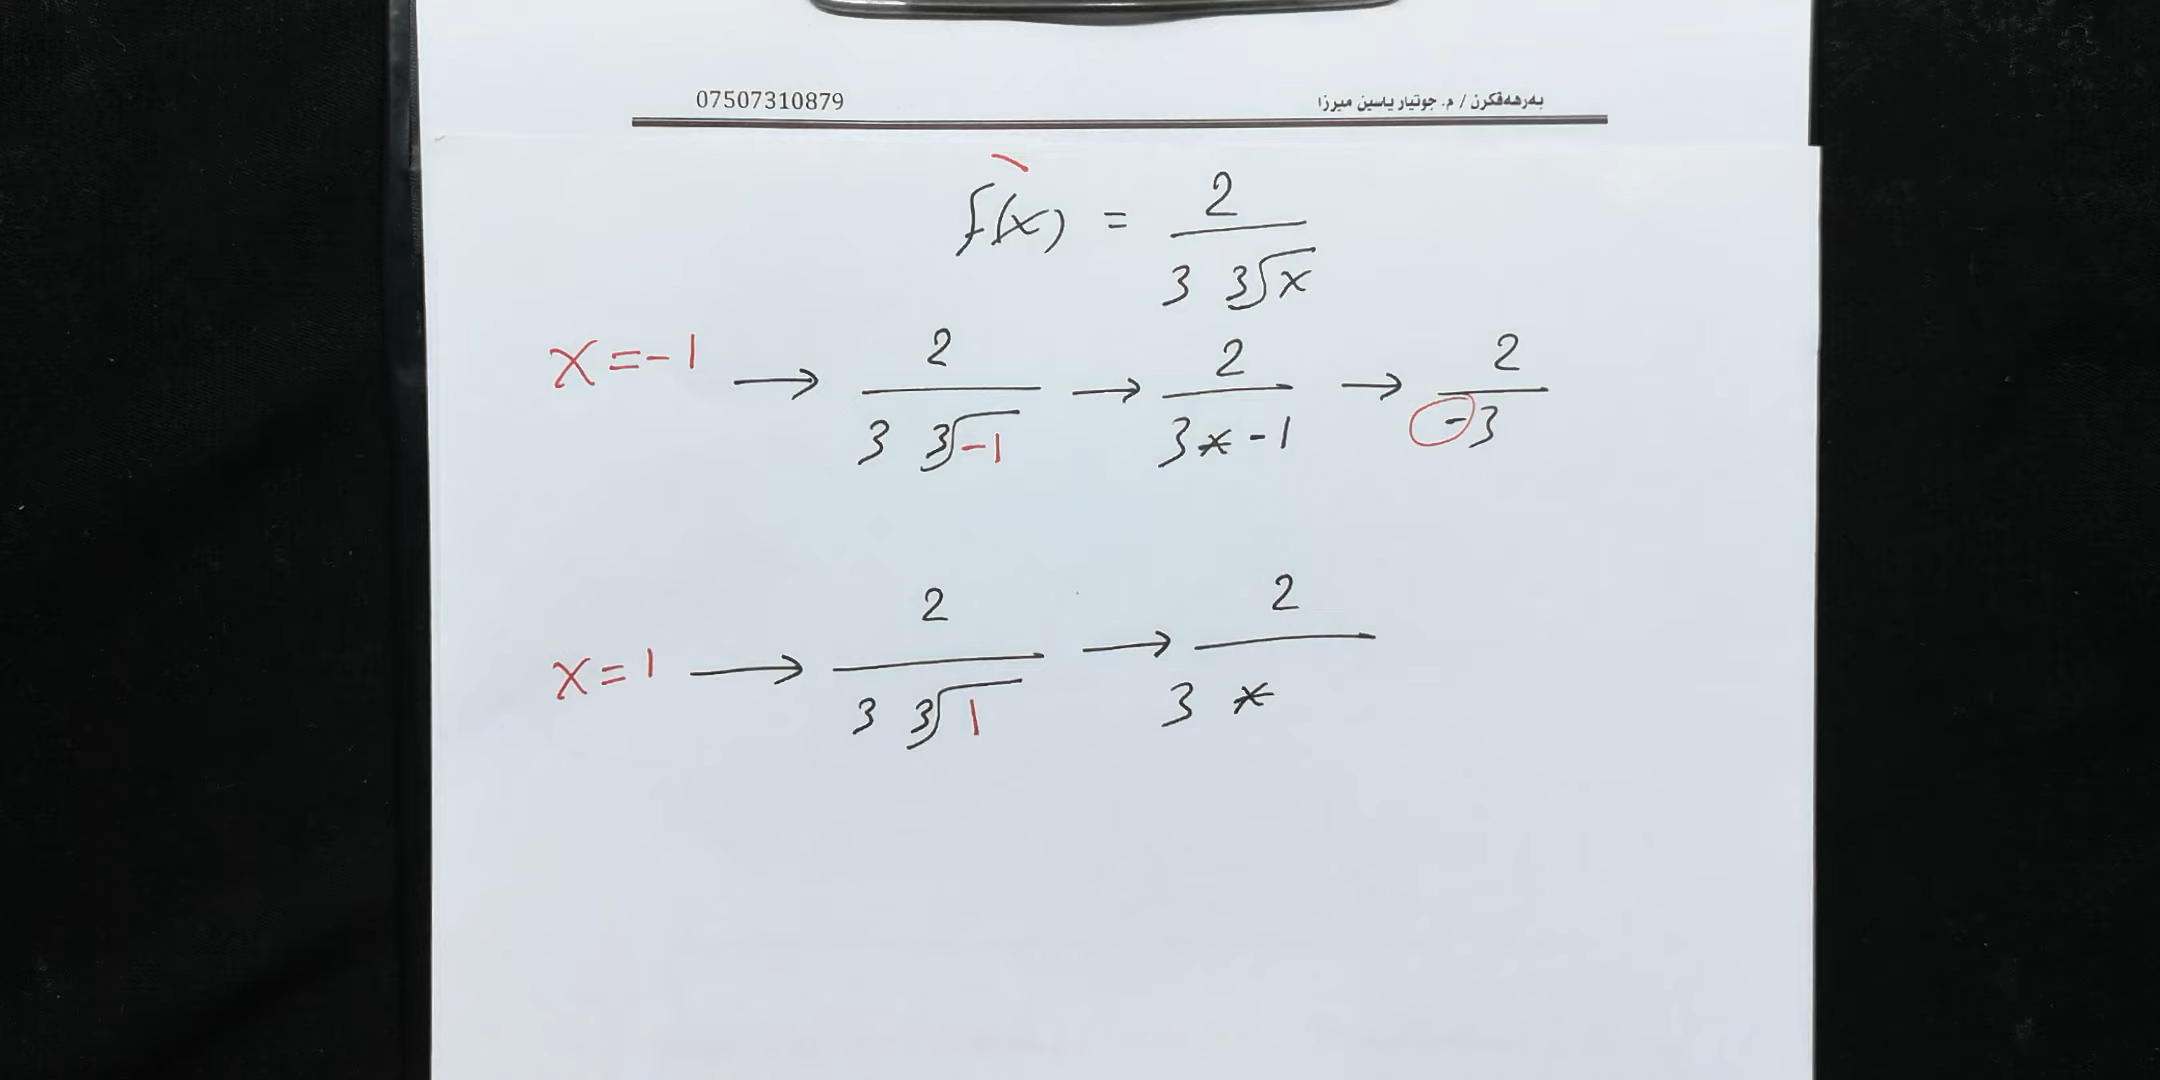 07507310879 بەرهەڤکرن / م. جوتیار یاسین میرزا
f`(x) = 2 / 3 ∛x
x = -1 → 2 / 3 ∛-1 → 2 / 3 * -1 → 2 / -3
x = 1 → 2 / 3 ∛1 → 2 / 3 *